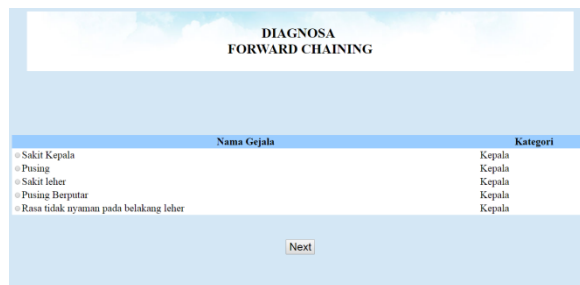 DIAGNOSA
FORWARD CHAINING
Nama Gejala Kategori
Sakit Kepala Kepala
Pusing Kepala
Sakit leher Kepala
Pusing Berputar Kepala
Rasa tidak nyaman pada belakang leher Kepala
Next